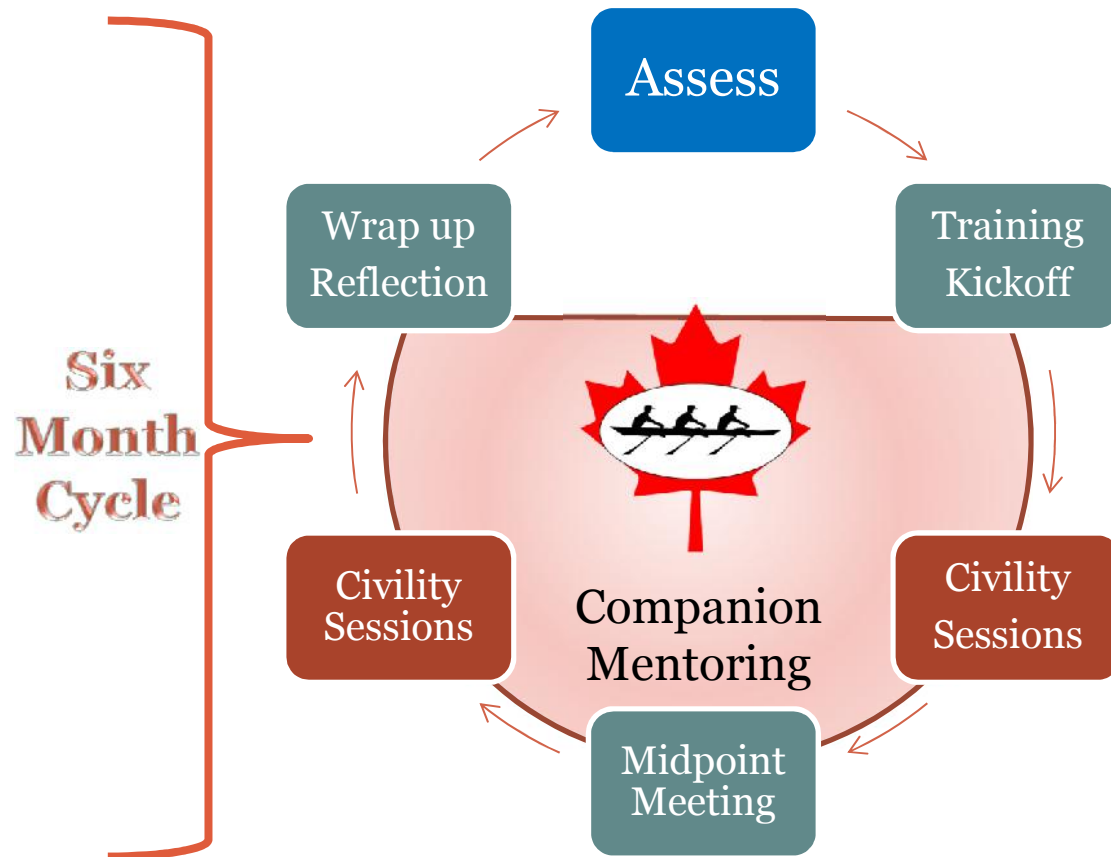 Assess
Wrap up
Reflection
Training
Kickoff
Six
Month
Cycle
Civility
Sessions
Companion
Mentoring
Civility
Sessions
Midpoint
Meeting